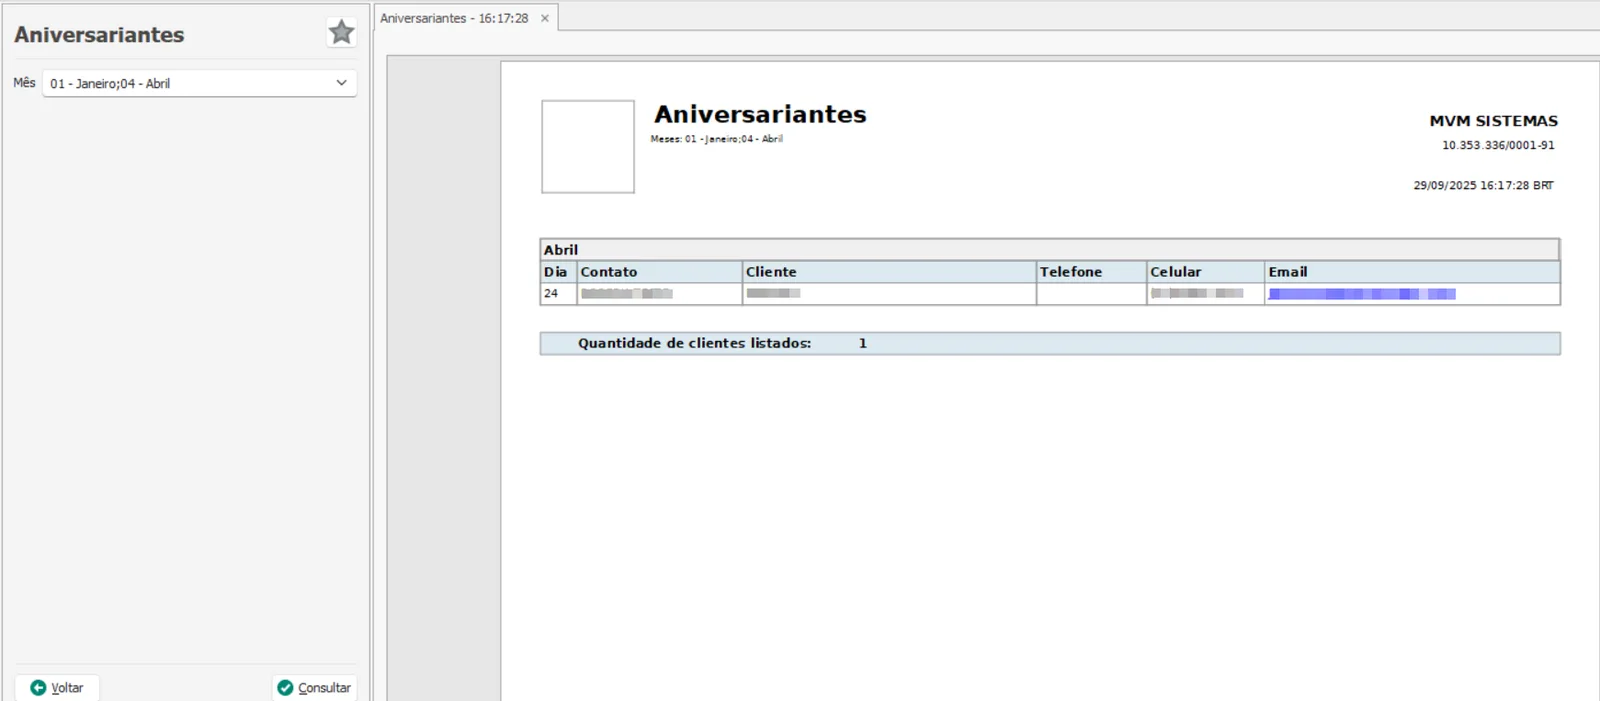 Aniversariantes
Mês 01 - Janeiro;04 - Abril
Voltar
Consultar
Aniversariantes - 16:17:28
Aniversariantes
Meses: 01 - Janeiro;04 - Abril
MVM SISTEMAS
10.353.336/0001-91
29/09/2025 16:17:28 BRT
Abril
Dia Contato Cliente Telefone Celular Email
24
Quantidade de clientes listados: 1